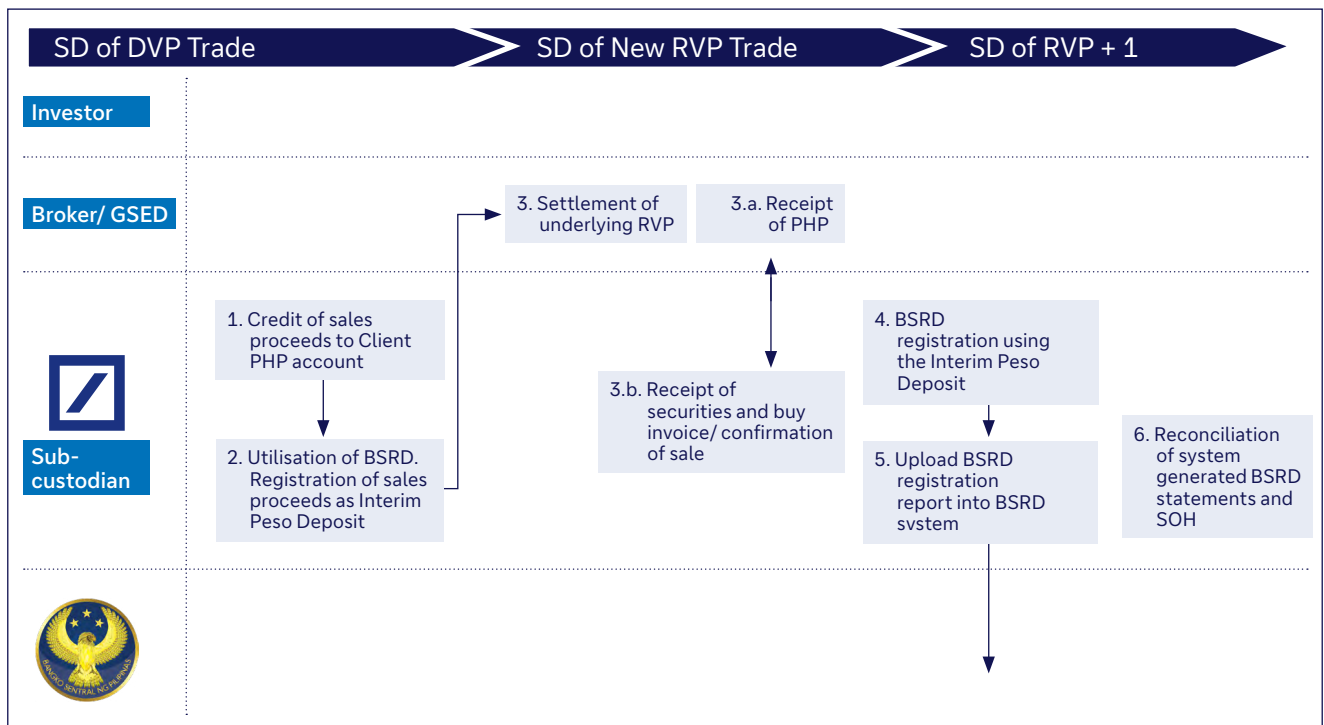 SD of DVP Trade
SD of New RVP Trade
SD of RVP + 1
Investor
Broker/ GSED
3. Settlement of
underlying RVP
3.a. Receipt
of PHP
1. Credit of sales
proceeds to Client
PHP account
2. Utilisation of BSRD.
Registration of sales
proceeds as Interim
Peso Deposit
3.b. Receipt of
securities and buy
invoice/ confirmation
of sale
4. BSRD
registration using
the Interim Peso
Deposit
5. Upload BSRD
registration
report into BSRD
system
6. Reconciliation
of system
generated BSRD
statements and
SOH
Sub-
custodian
BANGKO SENTRAL NG PILIPINAS